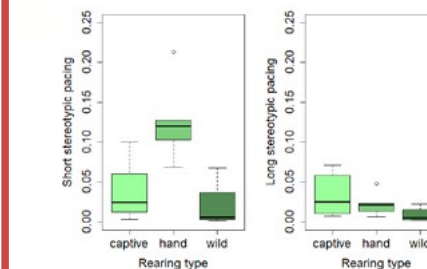 Short stereotypic pacing
0.25
0.20
0.15
0.10
0.05
0.00
captive hand wild
Rearing type
Long stereotypic pacing
0.25
0.20
0.15
0.10
0.05
0.00
captive hand wild
Rearing type